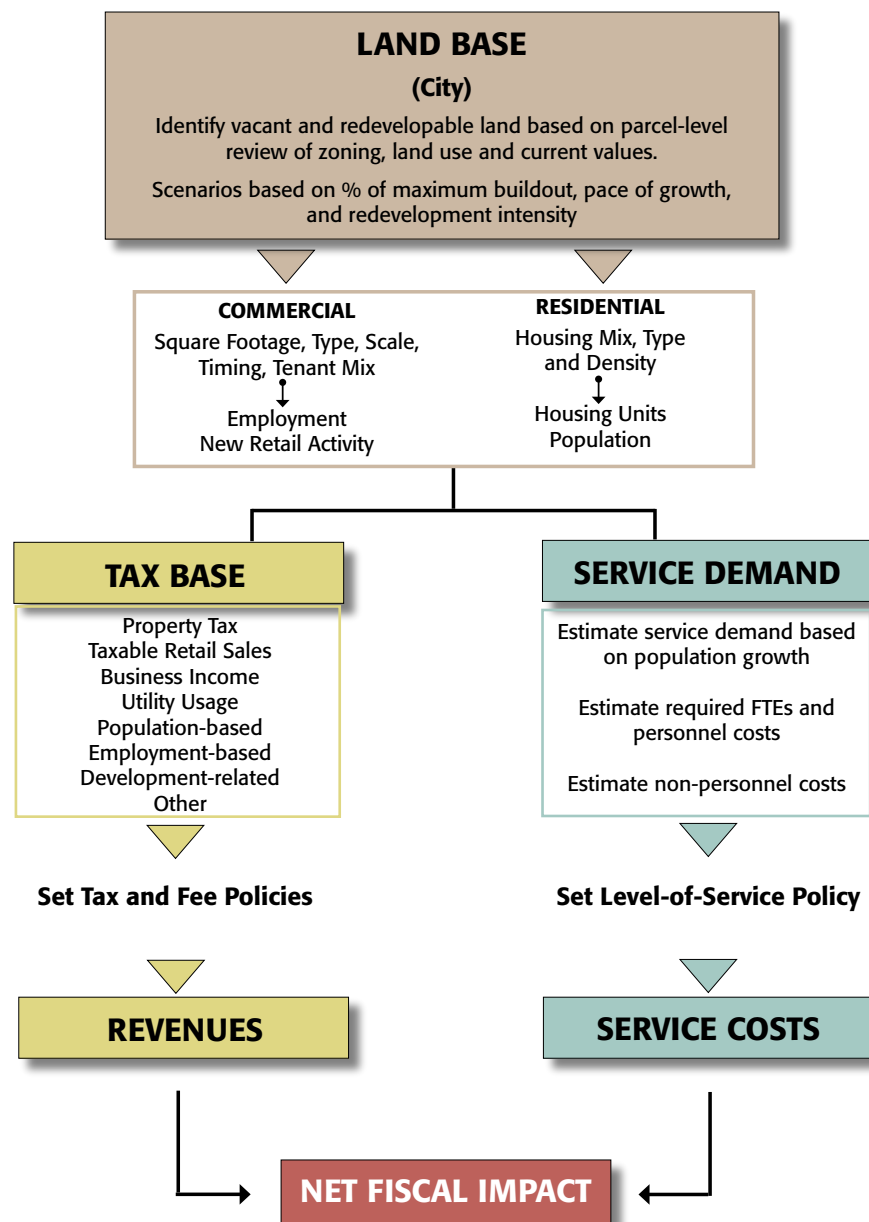 LAND BASE
(City)
Identify vacant and redevelopable land based on parcel-level
review of zoning, land use and current values.
Scenarios based on % of maximum buildout, pace of growth,
and redevelopment intensity
COMMERCIAL
Square Footage, Type, Scale,
Timing, Tenant Mix
Employment
New Retail Activity
RESIDENTIAL
Housing Mix, Type
and Density
Housing Units
Population
TAX BASE
Property Tax
Taxable Retail Sales
Business Income
Utility Usage
Population-based
Employment-based
Development-related
Other
Set Tax and Fee Policies
REVENUES
SERVICE DEMAND
Estimate service demand based
on population growth
Estimate required FTEs and
personnel costs
Estimate non-personnel costs
Set Level-of-Service Policy
SERVICE COSTS
NET FISCAL IMPACT